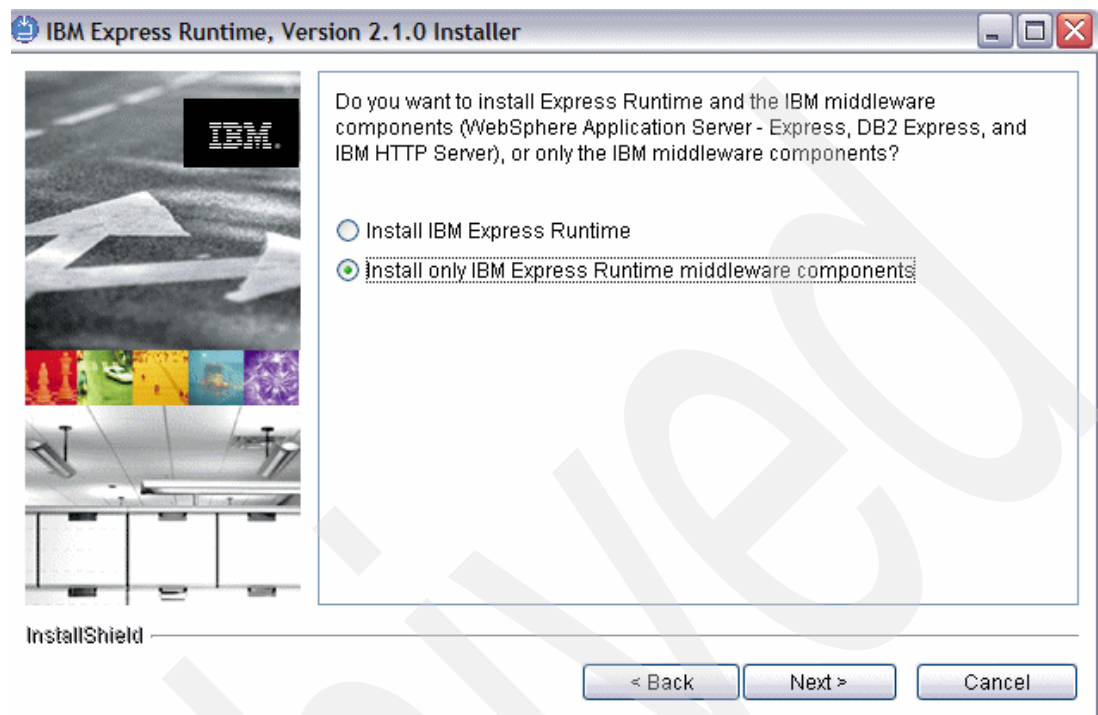 IBM Express Runtime, Version 2.1.0 Installer
IBM.
Do you want to install Express Runtime and the IBM middleware
components (WebSphere Application Server - Express, DB2 Express, and
IBM HTTP Server), or only the IBM middleware components?
Install IBM Express Runtime
Install only IBM Express Runtime middleware components
InstallShield
< Back
Next >
Cancel
hived